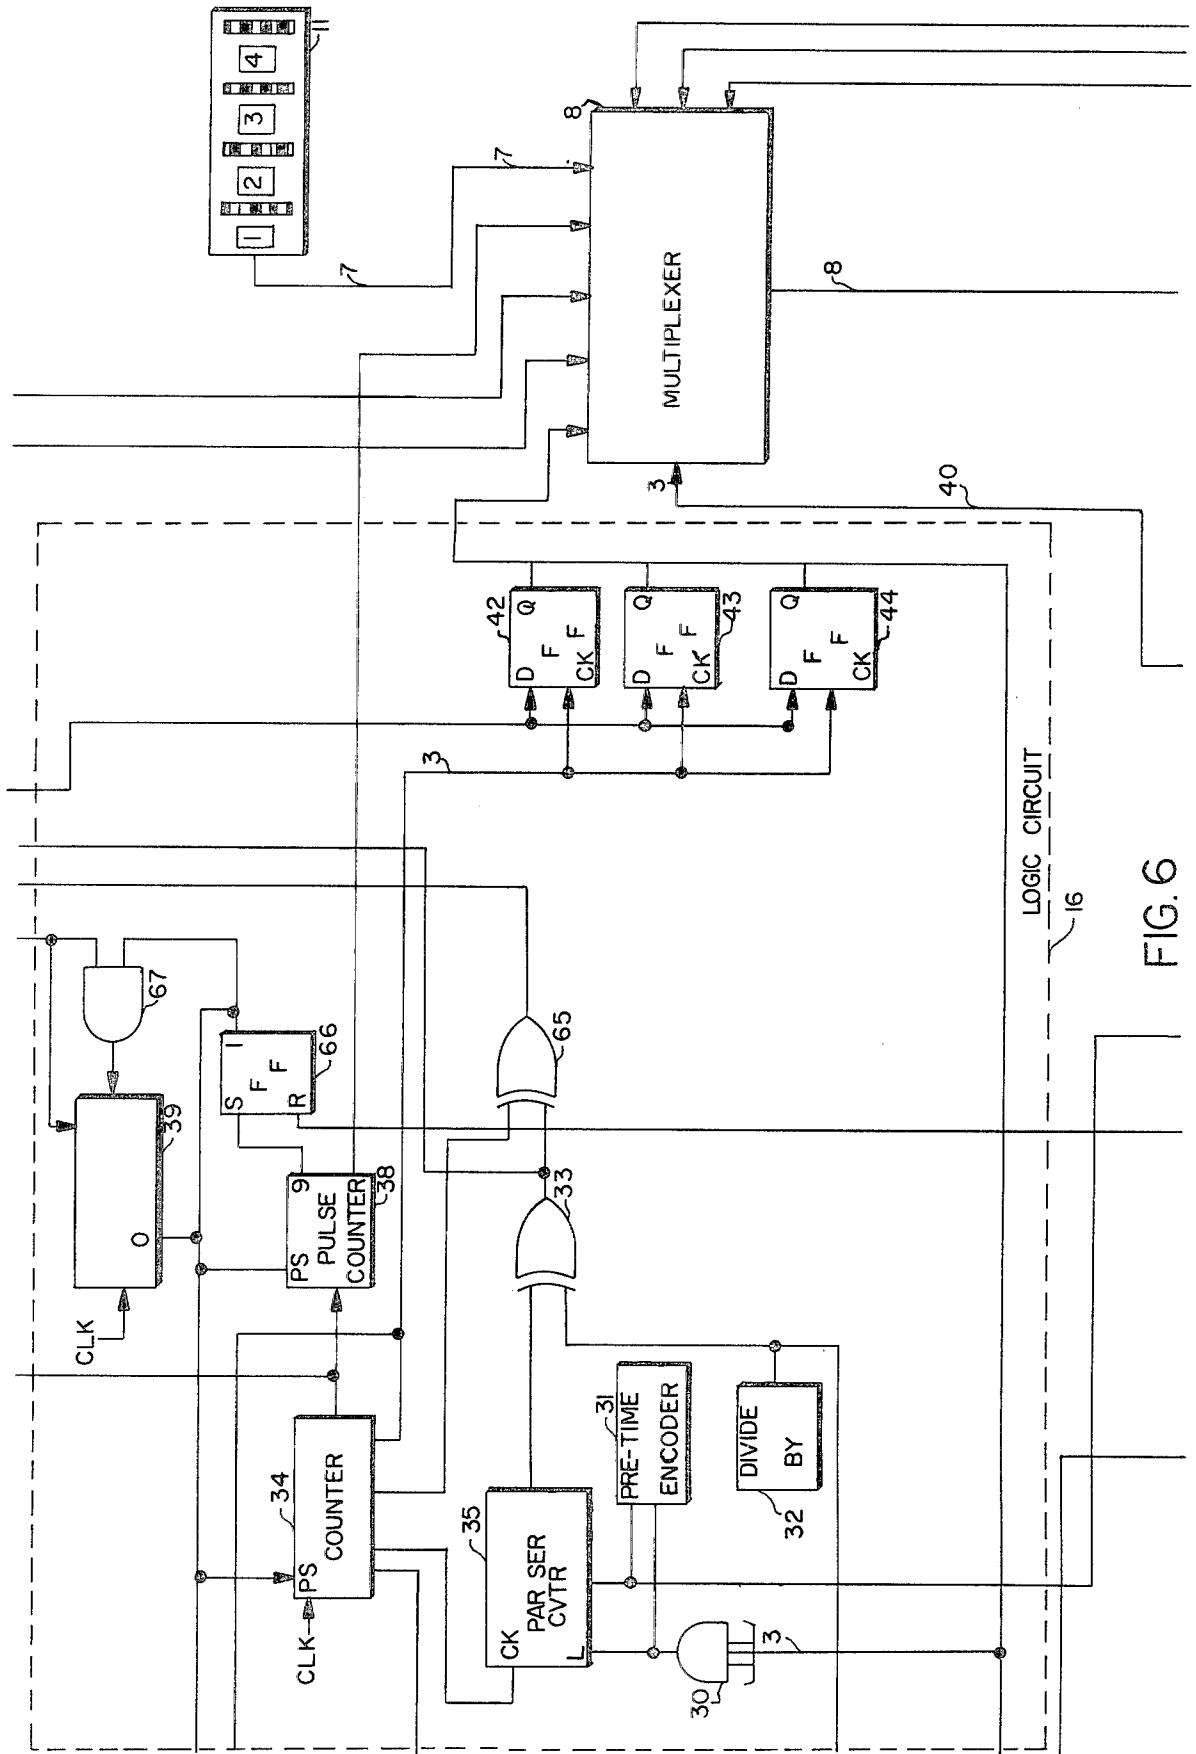 CLK
O
39
67
CLK
PS
COUNTER
34
PS 9
PULSE
COUNTER
38
S 1
F
F
R
66
CK
PAR SER
CVTR
L
35
33
65
PRE-TIME
ENCODER
31
DIVIDE
BY
32
30
3
3
D Q
F
CK F
42
D Q
F
CK F
43
D Q
F
F
CK
44
LOGIC CIRCUIT
16
1
2
3
4
11
7
7
8
MULTIPLEXER
3
8
40
FIG. 6